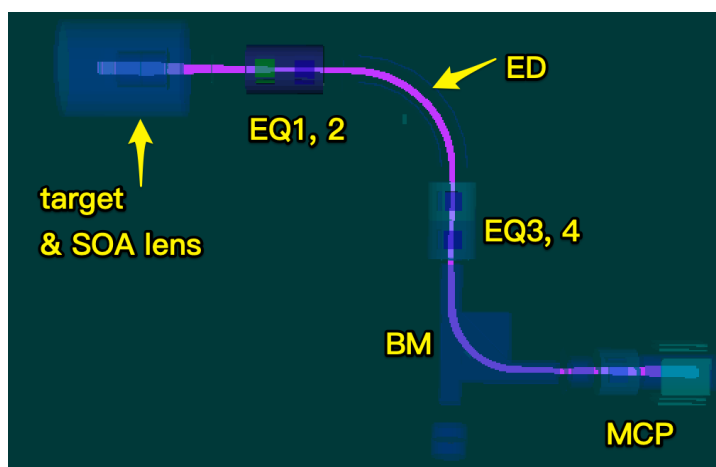 ED
EQ1, 2
target
& SOA lens
EQ3, 4
BM
MCP